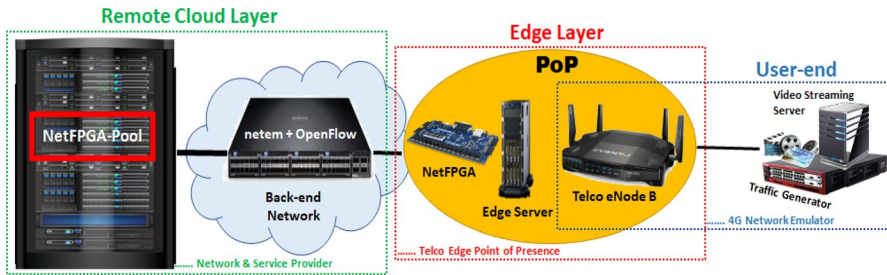 Remote Cloud Layer
Edge Layer
PoP
User-end
Video Streaming
Server
NetFPGA-Pool
netem + OpenFlow
NetFPGA
Back-end
Network
Edge Server
Telco eNode B
Traffic Generator
....... 4G Network Emulator
....... Telco Edge Point of Presence
....... Network & Service Provider